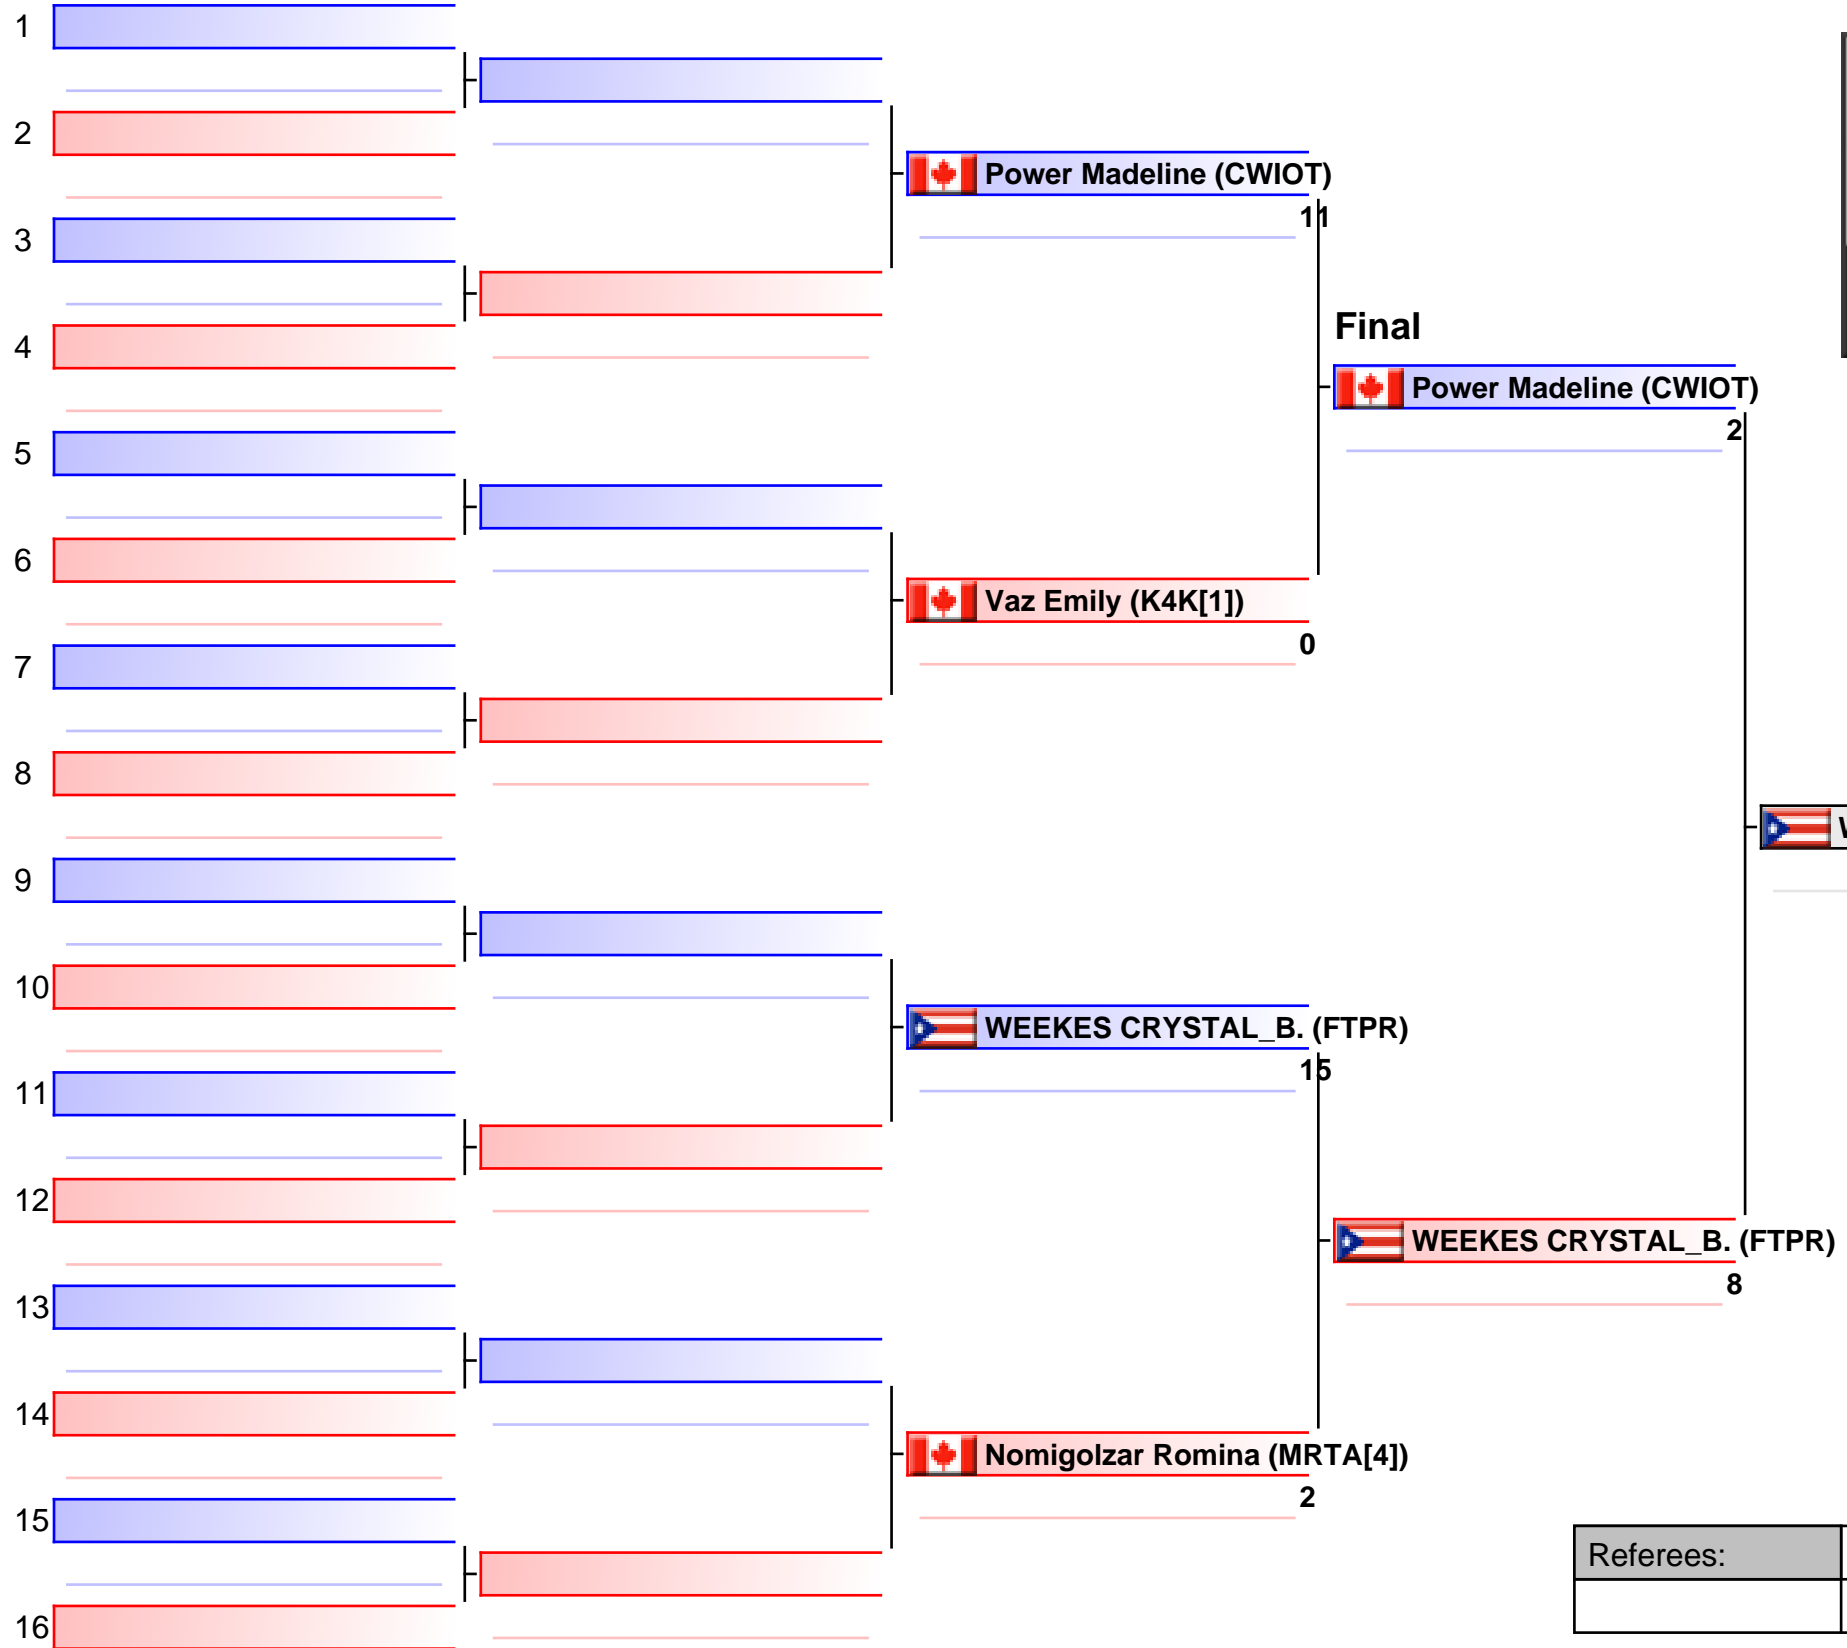 1
2
Power Madeline (CWIOT)
11
3
Final
4
Power Madeline (CWIOT)
2
5
6
Vaz Emily (K4K[1])
0
7
8
9
10
WEEKES CRYSTAL_B. (FTPR)
15
11
12
WEEKES CRYSTAL_B. (FTPR)
8
13
14
Nomigolzar Romina (MRTA[4])
2
15
Referees:
16